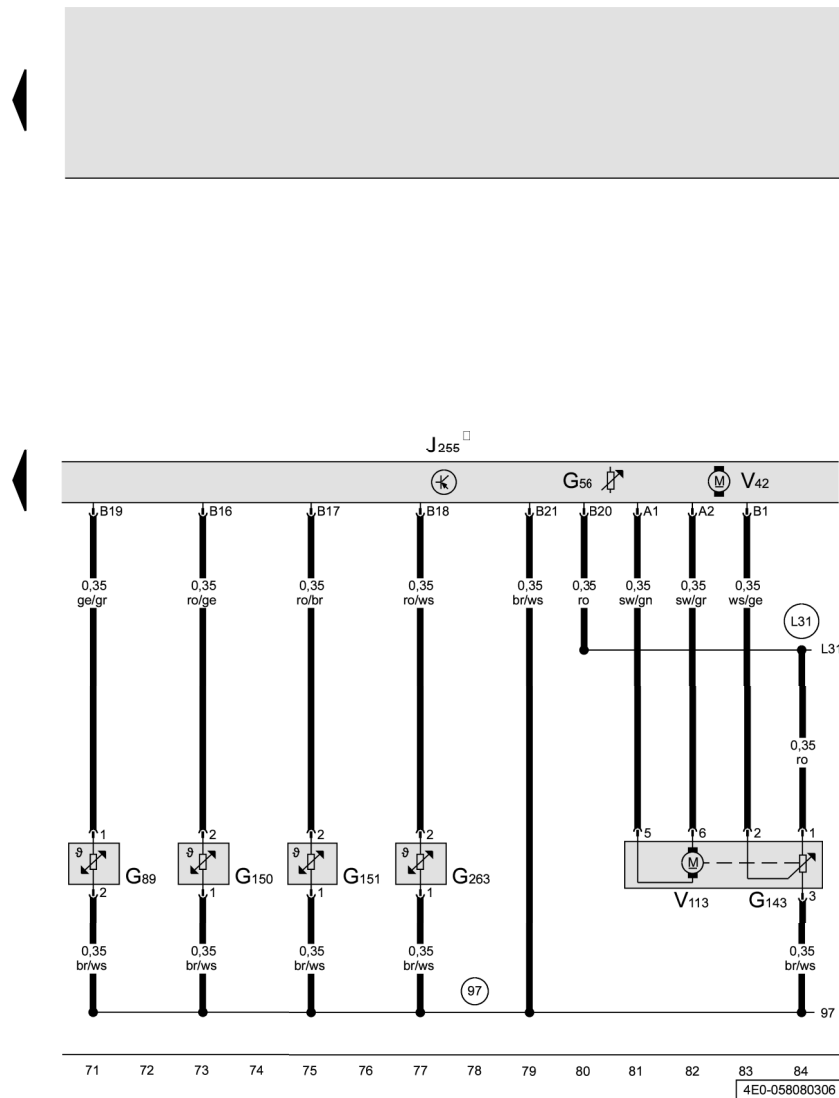 J255
G56 M V42
B19 B16 B17 B18 B21 B20 A1 A2 B1
0,35 0,35 0,35 0,35 0,35 0,35 0,35 0,35 0,35
ge/gr ro/ge ro/br ro/ws br/ws ro sw/gn sw/gr ws/ge
L31
L31
0,35
ro
1 2 2 2 5 6 2 1
ϑ ϑ ϑ ϑ M
G89 G150 G151 G263
2 1 1 1 V113 G143 3
0,35 0,35 0,35 0,35 0,35
br/ws br/ws br/ws br/ws br/ws
97
97
71 72 73 74 75 76 77 78 79 80 81 82 83 84
4E0-058080306